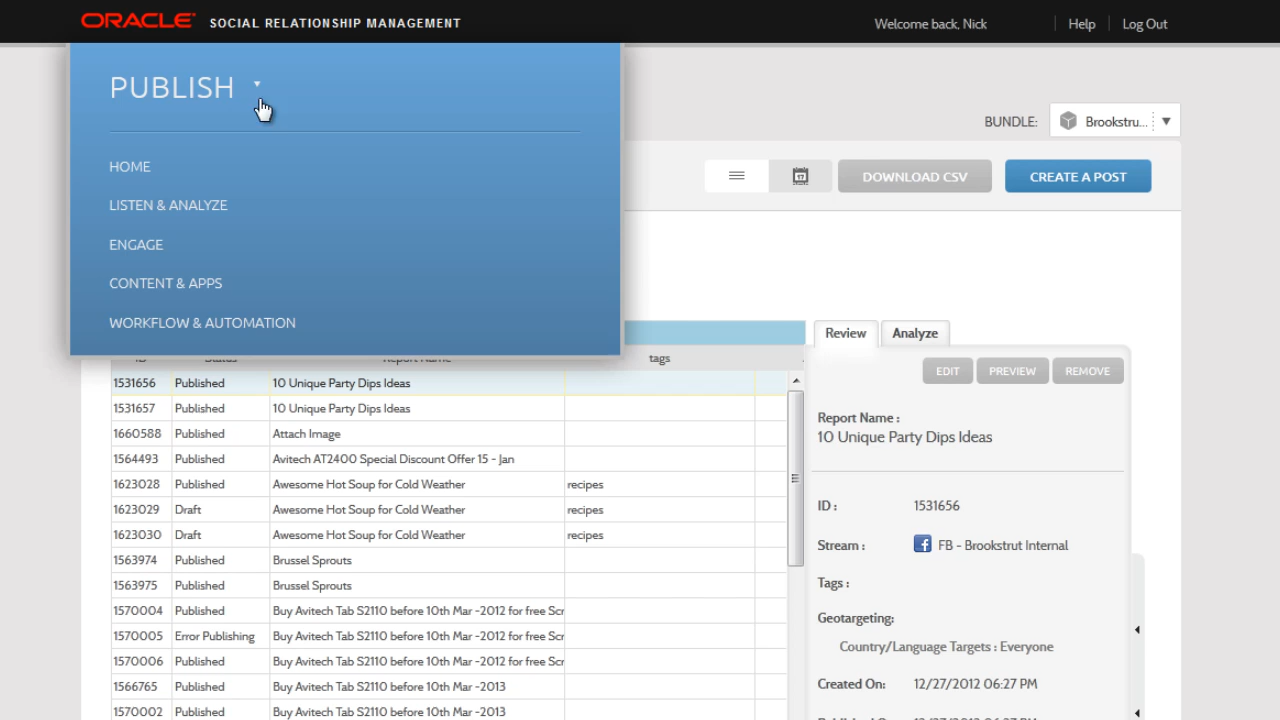 ORACLE SOCIAL RELATIONSHIP MANAGEMENT Welcome back, Nick Help Log Out
PUBLISH
BUNDLE: Brookstru...
HOME
LISTEN & ANALYZE
ENGAGE
CONTENT & APPS
WORKFLOW & AUTOMATION
17 DOWNLOAD CSV CREATE A POST
Review Analyze
ID Status Report Name tags
1531656 Published 10 Unique Party Dips Ideas
1531657 Published 10 Unique Party Dips Ideas
1660588 Published Attach Image
1564493 Published Avitech AT2400 Special Discount Offer 15 - Jan
1623028 Published Awesome Hot Soup for Cold Weather recipes
1623029 Draft Awesome Hot Soup for Cold Weather recipes
1623030 Draft Awesome Hot Soup for Cold Weather recipes
1563974 Published Brussel Sprouts
1563975 Published Brussel Sprouts
1570004 Published Buy Avitech Tab S2110 before 10th Mar -2012 for free Scr
1570005 Error Publishing Buy Avitech Tab S2110 before 10th Mar -2012 for free Scr
1570006 Published Buy Avitech Tab S2110 before 10th Mar -2012 for free Scr
1566765 Published Buy Avitech Tab S2110 before 10th Mar -2013
1570002 Published Buy Avitech Tab S2110 before 10th Mar -2013
EDIT PREVIEW REMOVE
Report Name :
10 Unique Party Dips Ideas
ID : 1531656
Stream : FB - Brookstrut Internal
Tags :
Geotargeting:
Country/Language Targets : Everyone
Created On: 12/27/2012 06:27 PM